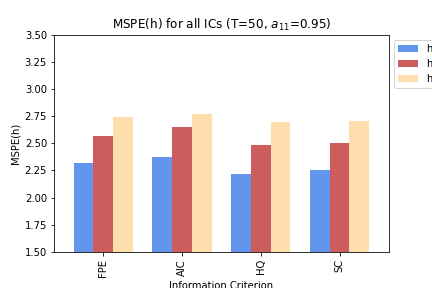 MSPE(h) for all ICs (T=50, a11=0.95)
3.50
3.25
3.00
2.75
2.50
2.25
2.00
1.75
1.50
MSPE(h)
h
h
h
FPE
AIC
HQ
SC
Information Criterion